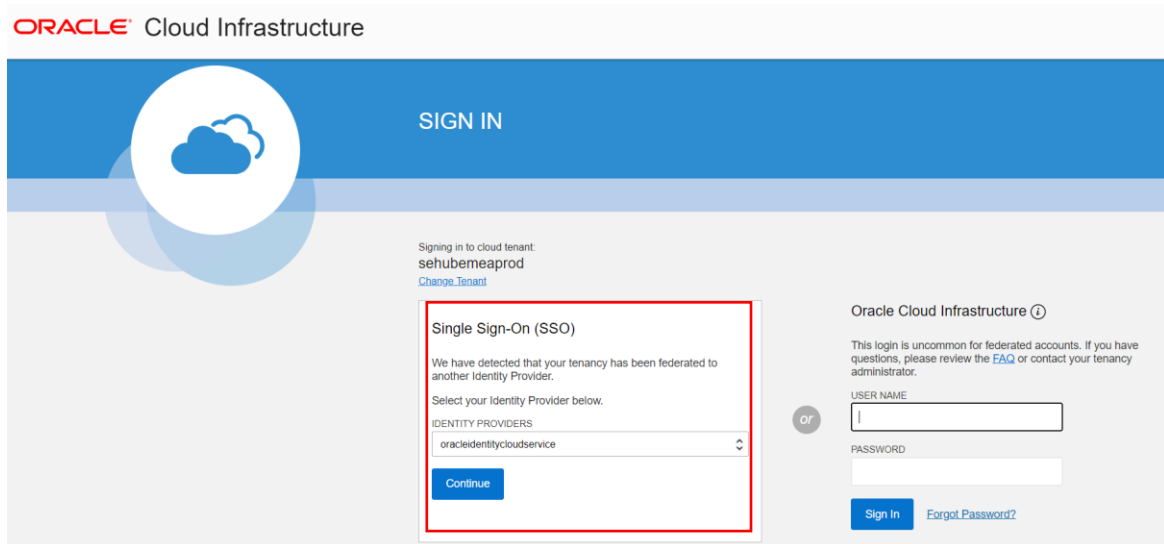 ORACLE Cloud Infrastructure
SIGN IN
Signing in to cloud tenant:
sehubemeaprod
Change Tenant
Single Sign-On (SSO)
We have detected that your tenancy has been federated to
another Identity Provider.
Select your Identity Provider below.
IDENTITY PROVIDERS
oracleidentitycloudservice
Continue
or
Oracle Cloud Infrastructure i
This login is uncommon for federated accounts. If you have
questions, please review the FAQ or contact your tenancy
administrator.
USER NAME
PASSWORD
Sign In Forgot Password?